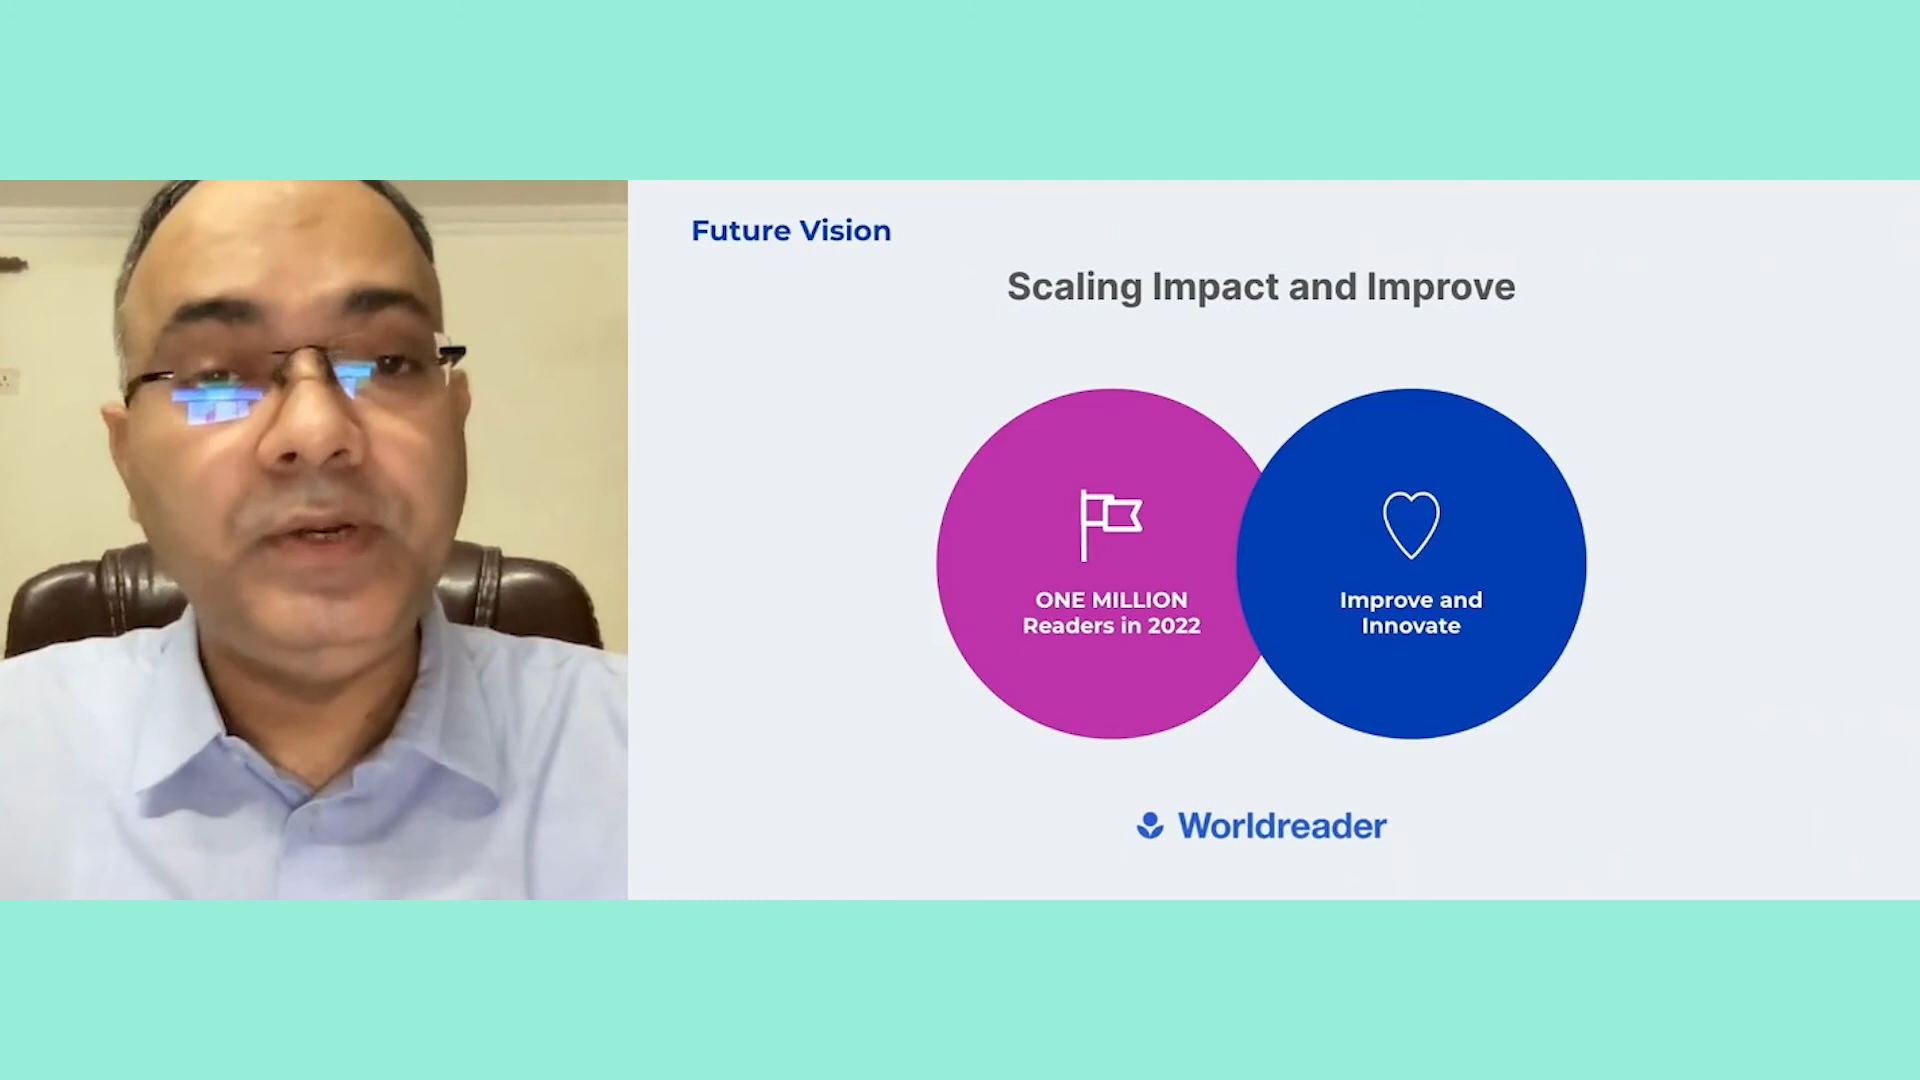 Future Vision
Scaling Impact and Improve
ONE MILLION
Readers in 2022
Improve and
Innovate
Worldreader